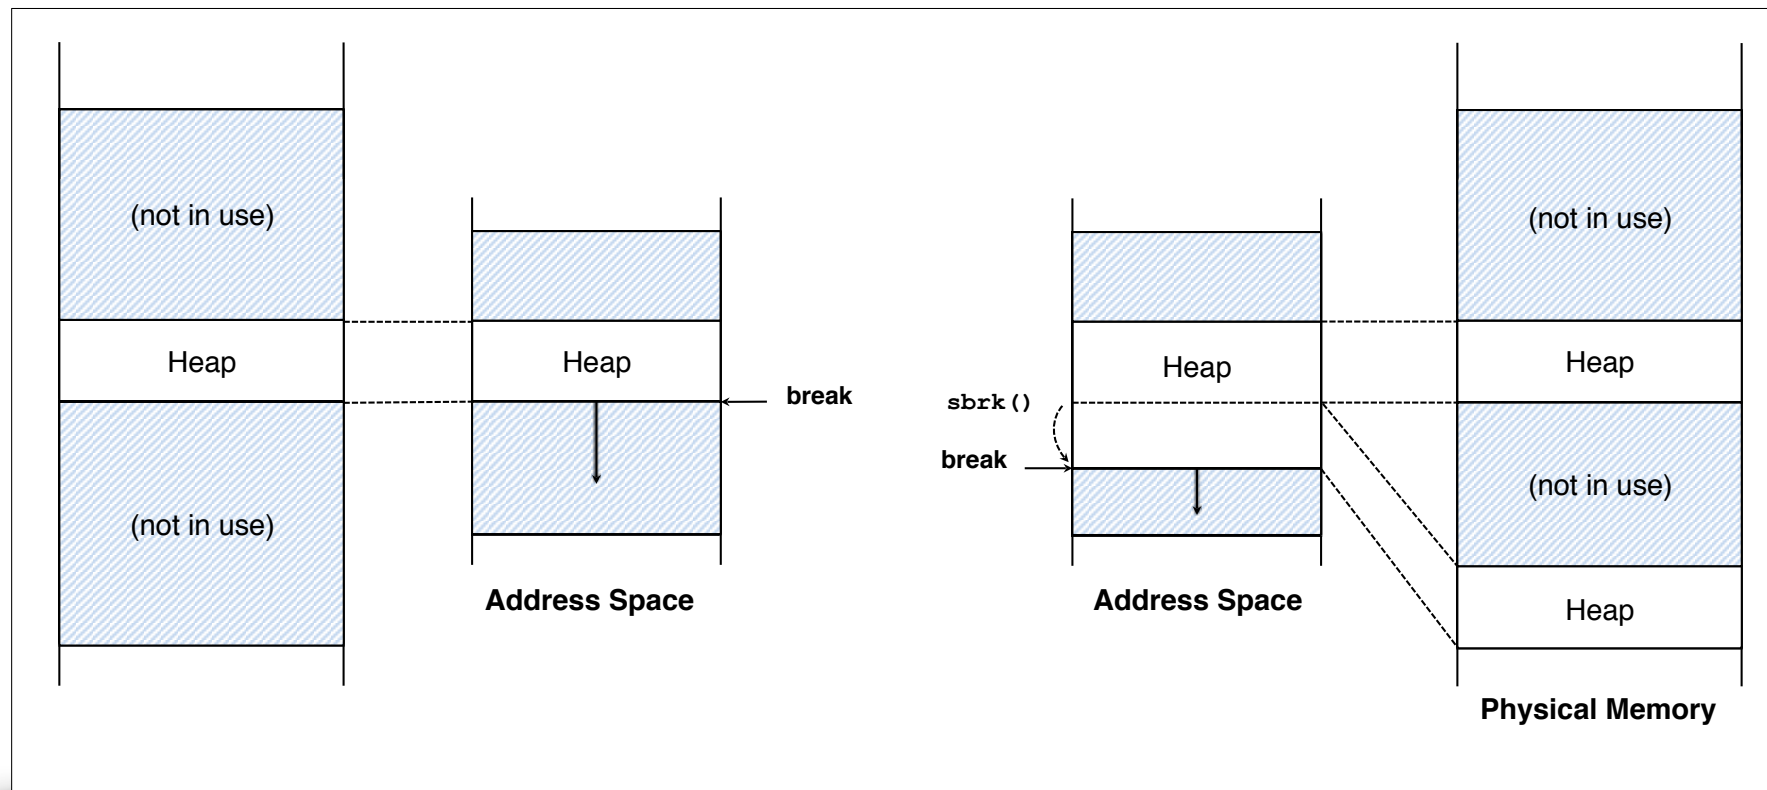 (not in use)
Heap
(not in use)
Heap
break
Address Space
sbrk()
break
Heap
Address Space
(not in use)
Heap
(not in use)
Heap
Physical Memory